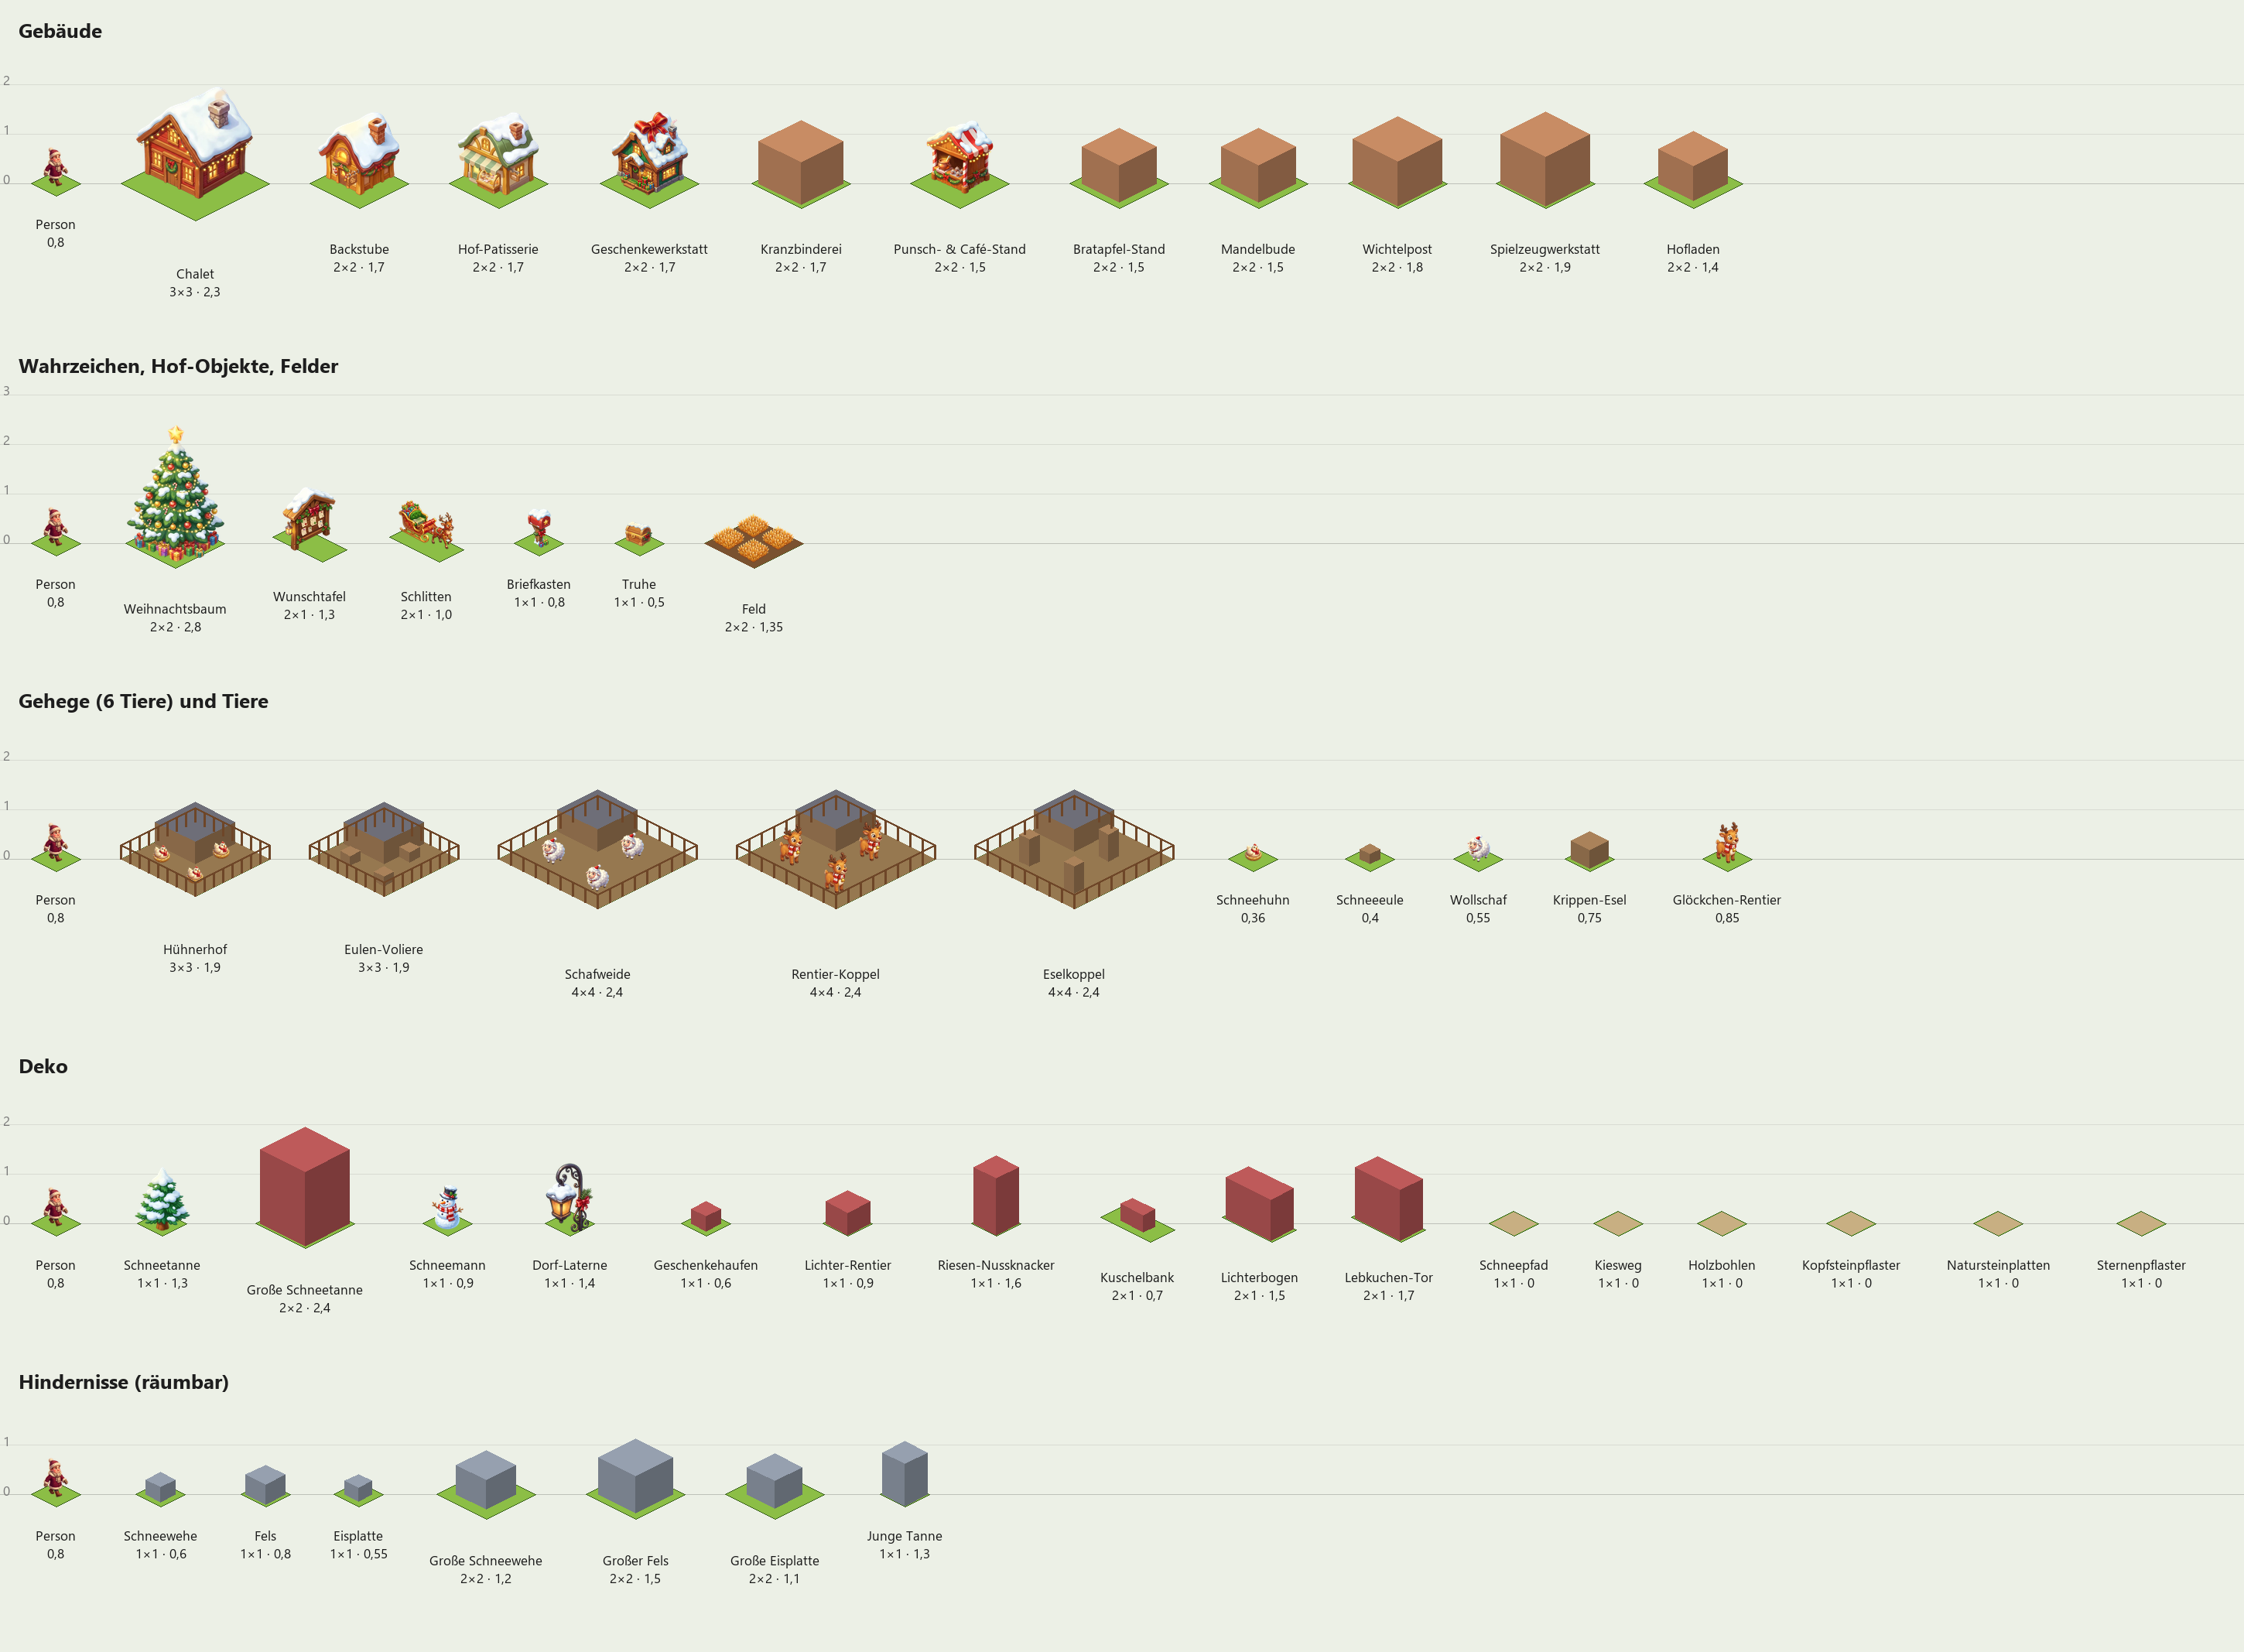 Gebäude
2
1
0
Person
0,8
Chalet
3×3 · 2,3
Backstube
2×2 · 1,7
Hof-Patisserie
2×2 · 1,7
Geschenkewerkstatt
2×2 · 1,7
Kranzbinderei
2×2 · 1,7
Punsch- & Café-Stand
2×2 · 1,5
Bratapfel-Stand
2×2 · 1,5
Mandelbude
2×2 · 1,5
Wichtelpost
2×2 · 1,8
Spielzeugwerkstatt
2×2 · 1,9
Hofladen
2×2 · 1,4
Wahrzeichen, Hof-Objekte, Felder
3
2
1
0
Person
0,8
Weihnachtsbaum
2×2 · 2,8
Wunschtafel
2×1 · 1,3
Schlitten
2×1 · 1,0
Briefkasten
1×1 · 0,8
Truhe
1×1 · 0,5
Feld
2×2 · 1,35
Gehege (6 Tiere) und Tiere
2
1
0
Person
0,8
Hühnerhof
3×3 · 1,9
Eulen-Voliere
3×3 · 1,9
Schafweide
4×4 · 2,4
Rentier-Koppel
4×4 · 2,4
Eselkoppel
4×4 · 2,4
Schneehuhn
0,36
Schneeeule
0,4
Wollschaf
0,55
Krippen-Esel
0,75
Glöckchen-Rentier
0,85
Deko
2
1
0
Person
0,8
Schneetanne
1×1 · 1,3
Große Schneetanne
2×2 · 2,4
Schneemann
1×1 · 0,9
Dorf-Laterne
1×1 · 1,4
Geschenkehaufen
1×1 · 0,6
Lichter-Rentier
1×1 · 0,9
Riesen-Nussknacker
1×1 · 1,6
Kuschelbank
2×1 · 0,7
Lichterbogen
2×1 · 1,5
Lebkuchen-Tor
2×1 · 1,7
Schneepfad
1×1 · 0
Kiesweg
1×1 · 0
Holzbohlen
1×1 · 0
Kopfsteinpflaster
1×1 · 0
Natursteinplatten
1×1 · 0
Sternenpflaster
1×1 · 0
Hindernisse (räumbar)
1
0
Person
0,8
Schneewehe
1×1 · 0,6
Fels
1×1 · 0,8
Eisplatte
1×1 · 0,55
Große Schneewehe
2×2 · 1,2
Großer Fels
2×2 · 1,5
Große Eisplatte
2×2 · 1,1
Junge Tanne
1×1 · 1,3